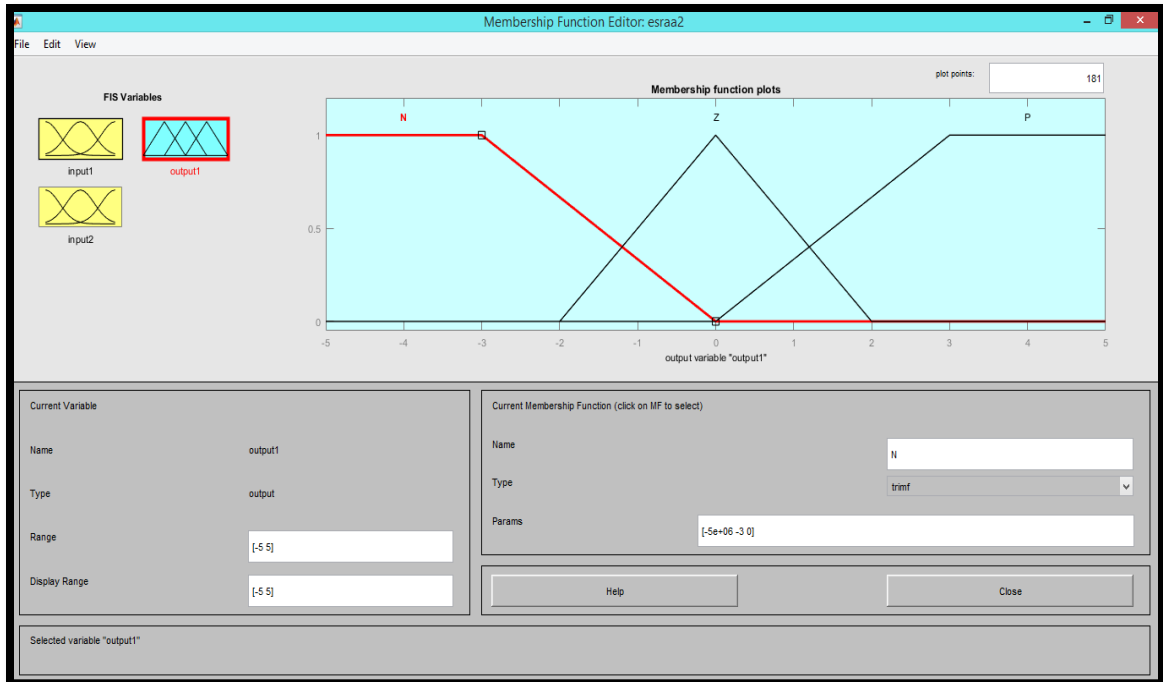 Membership Function Editor: esraa2
File Edit View
plot points: 181
FIS Variables
Membership function plots
input1
output1
input2
N Z P
1
0.5
0
-5 -4 -3 -2 -1 0 1 2 3 4 5
output variable "output1"
Current Variable
Name output1
Type output
Range [-5 5]
Display Range [-5 5]
Current Membership Function (click on MF to select)
Name N
Type trimf
Params [-5e+06 -3 0]
Help Close
Selected variable "output1"